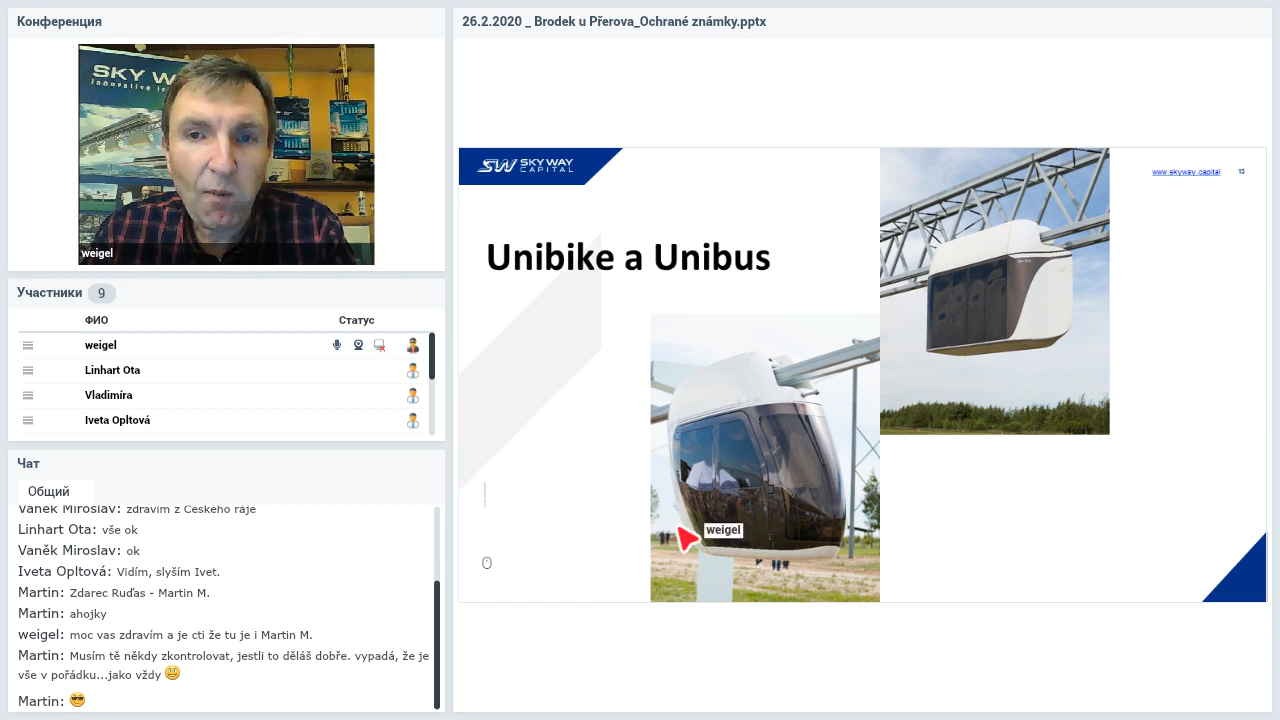 Конференция
SKY W
weigel
Участники 9
ФИО Статус
weigel
Linhart Ota
Vladimíra
Iveta Opltová
Чат
Общий
Vaněk Miroslav: zdravím z Českého ráje
Linhart Ota: vše ok
Vaněk Miroslav: ok
Iveta Opltová: Vidím, slyším Ivet.
Martin: Zdarec Ruďas - Martin M.
Martin: ahojky
weigel: moc vas zdravím a je cti že tu je i Martin M.
Martin: Musím tě někdy zkontrolovat, jestli to děláš dobře. vypadá, že je
vše v pořádku...jako vždy
Martin:
26.2.2020 _ Brodek u Přerova_Ochrané známky.pptx
SW SKY WAY
CAPITAL
www.skyway.capital 13
Unibike a Unibus
weigel